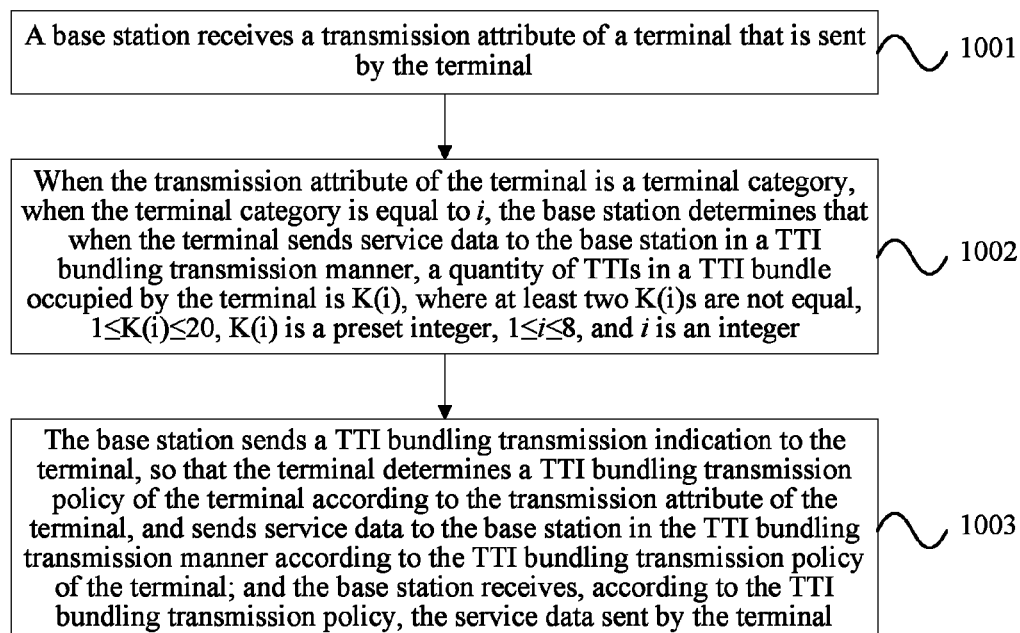 A base station receives a transmission attribute of a terminal that is sent
by the terminal
1001
When the transmission attribute of the terminal is a terminal category,
when the terminal category is equal to i, the base station determines that
when the terminal sends service data to the base station in a TTI
bundling transmission manner, a quantity of TTIs in a TTI bundle
occupied by the terminal is K(i), where at least two K(i)s are not equal,
1≤K(i)≤20, K(i) is a preset integer, 1≤i≤8, and i is an integer
1002
The base station sends a TTI bundling transmission indication to the
terminal, so that the terminal determines a TTI bundling transmission
policy of the terminal according to the transmission attribute of the
terminal, and sends service data to the base station in the TTI bundling
transmission manner according to the TTI bundling transmission policy
of the terminal; and the base station receives, according to the TTI
bundling transmission policy, the service data sent by the terminal
1003